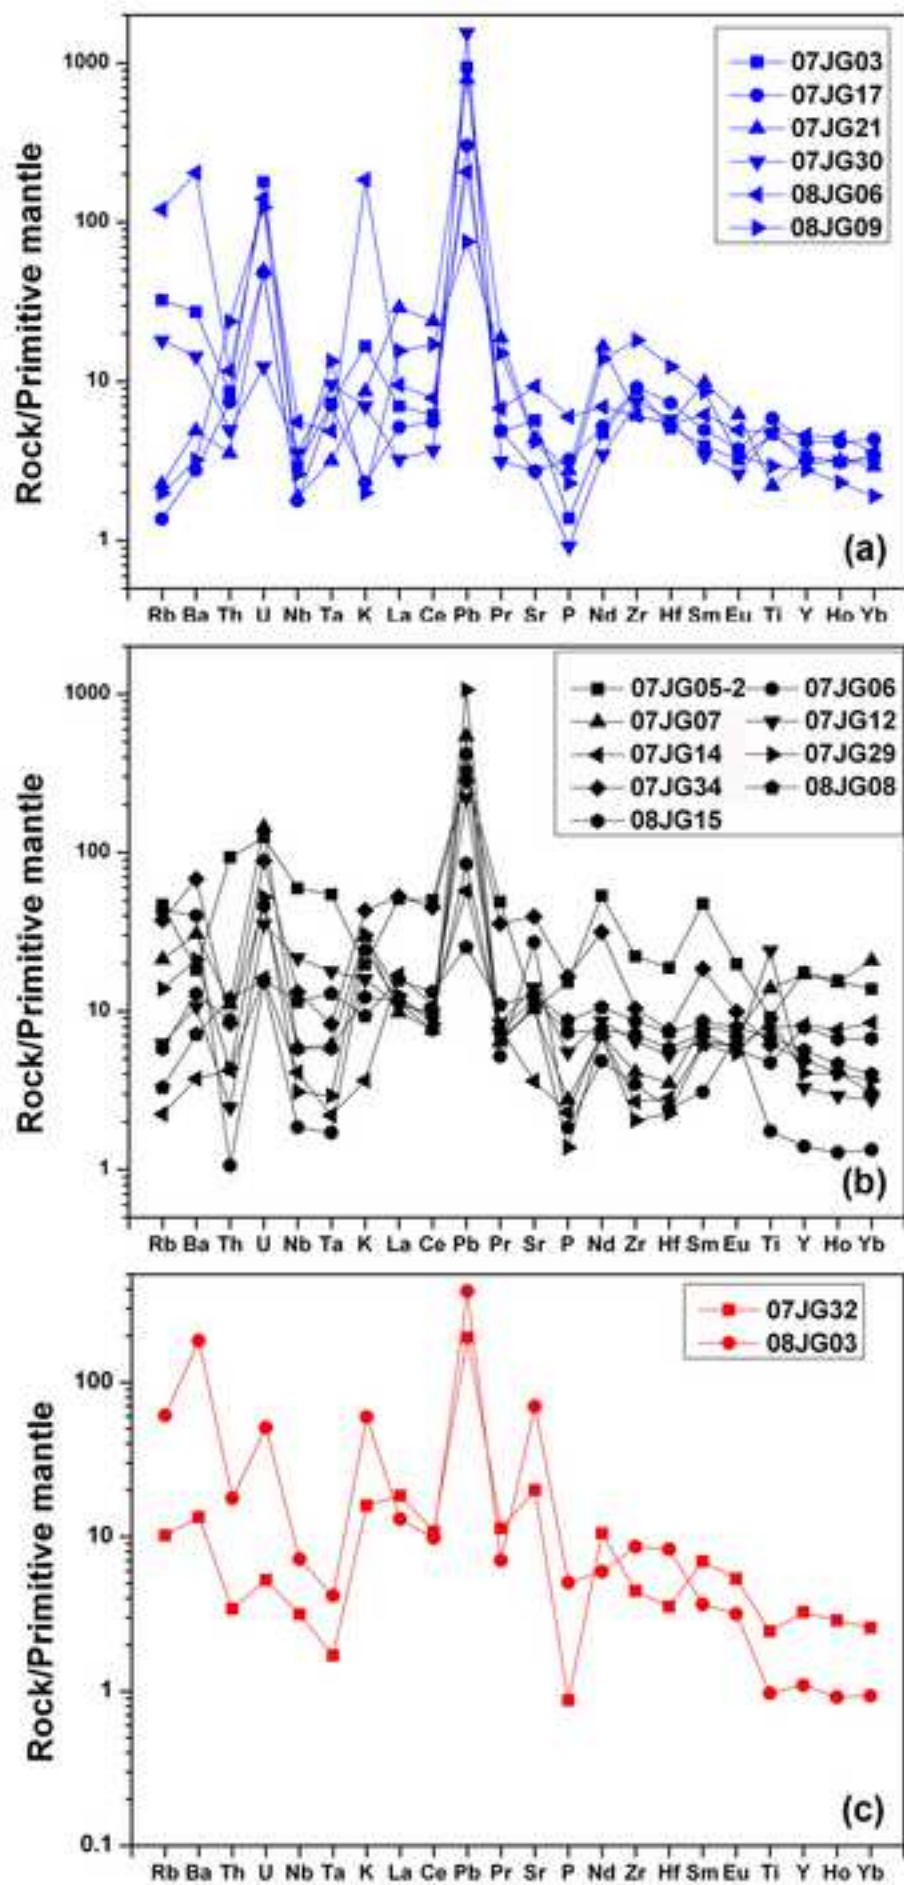 Rock/Primitive mantle
1000
100
10
1
07JG03
07JG17
07JG21
07JG30
08JG06
08JG09
(a)
Rb Ba Th U Nb Ta K La Ce Pb Pr Sr P Nd Zr Hf Sm Eu Ti Y Ho Yb
Rock/Primitive mantle
1000
100
10
1
07JG05-2 07JG06
07JG07 07JG12
07JG14 07JG29
07JG34 08JG08
08JG15
(b)
Rb Ba Th U Nb Ta K La Ce Pb Pr Sr P Nd Zr Hf Sm Eu Ti Y Ho Yb
Rock/Primitive mantle
100
10
1
0.1
07JG32
08JG03
(c)
Rb Ba Th U Nb Ta K La Ce Pb Pr Sr P Nd Zr Hf Sm Eu Ti Y Ho Yb